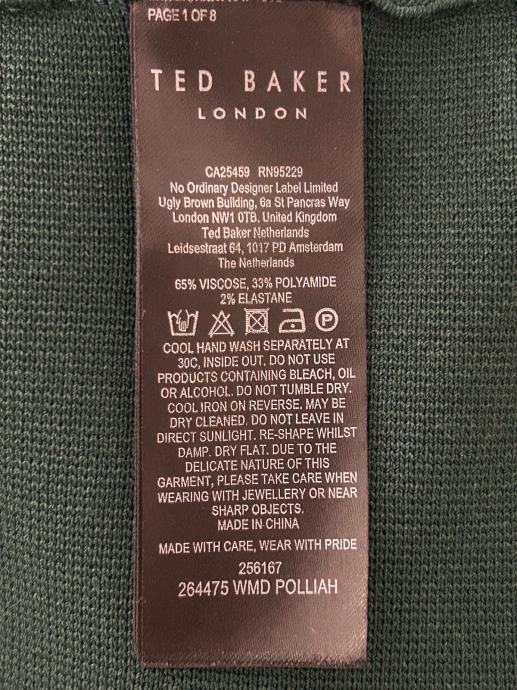 PAGE 1 OF 8
TED BAKER
LONDON
CA25459 RN95229
No Ordinary Designer Label Limited
Ugly Brown Building, 6a St Pancras Way
London NW1 0TB, United Kingdom
Ted Baker Netherlands
Leidsestraat 64, 1017 PD Amsterdam
The Netherlands
65% VISCOSE, 33% POLYAMIDE
2% ELASTANE
P
COOL HAND WASH SEPARATELY AT
30C, INSIDE OUT. DO NOT USE
PRODUCTS CONTAINING BLEACH, OIL
OR ALCOHOL. DO NOT TUMBLE DRY.
COOL IRON ON REVERSE. MAY BE
DRY CLEANED. DO NOT LEAVE IN
DIRECT SUNLIGHT. RE-SHAPE WHILST
DAMP. DRY FLAT. DUE TO THE
DELICATE NATURE OF THIS
GARMENT, PLEASE TAKE CARE WHEN
WEARING WITH JEWELLERY OR NEAR
SHARP OBJECTS.
MADE IN CHINA
MADE WITH CARE, WEAR WITH PRIDE
256167
264475 WMD POLLIAH